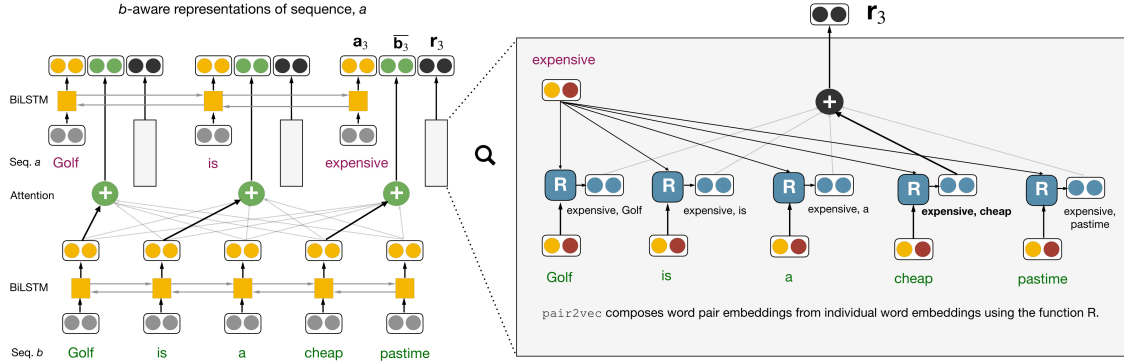 b-aware representations of sequence, a
a₃ b̅₃ r₃
BiLSTM
Seq. a Golf is expensive
Attention
+ + +
BiLSTM
Seq. b Golf is a cheap pastime
r₃
expensive
+
R R R R R
expensive, Golf expensive, is expensive, a expensive, cheap expensive,
pastime
Golf is a cheap pastime
pair2vec composes word pair embeddings from individual word embeddings using the function R.